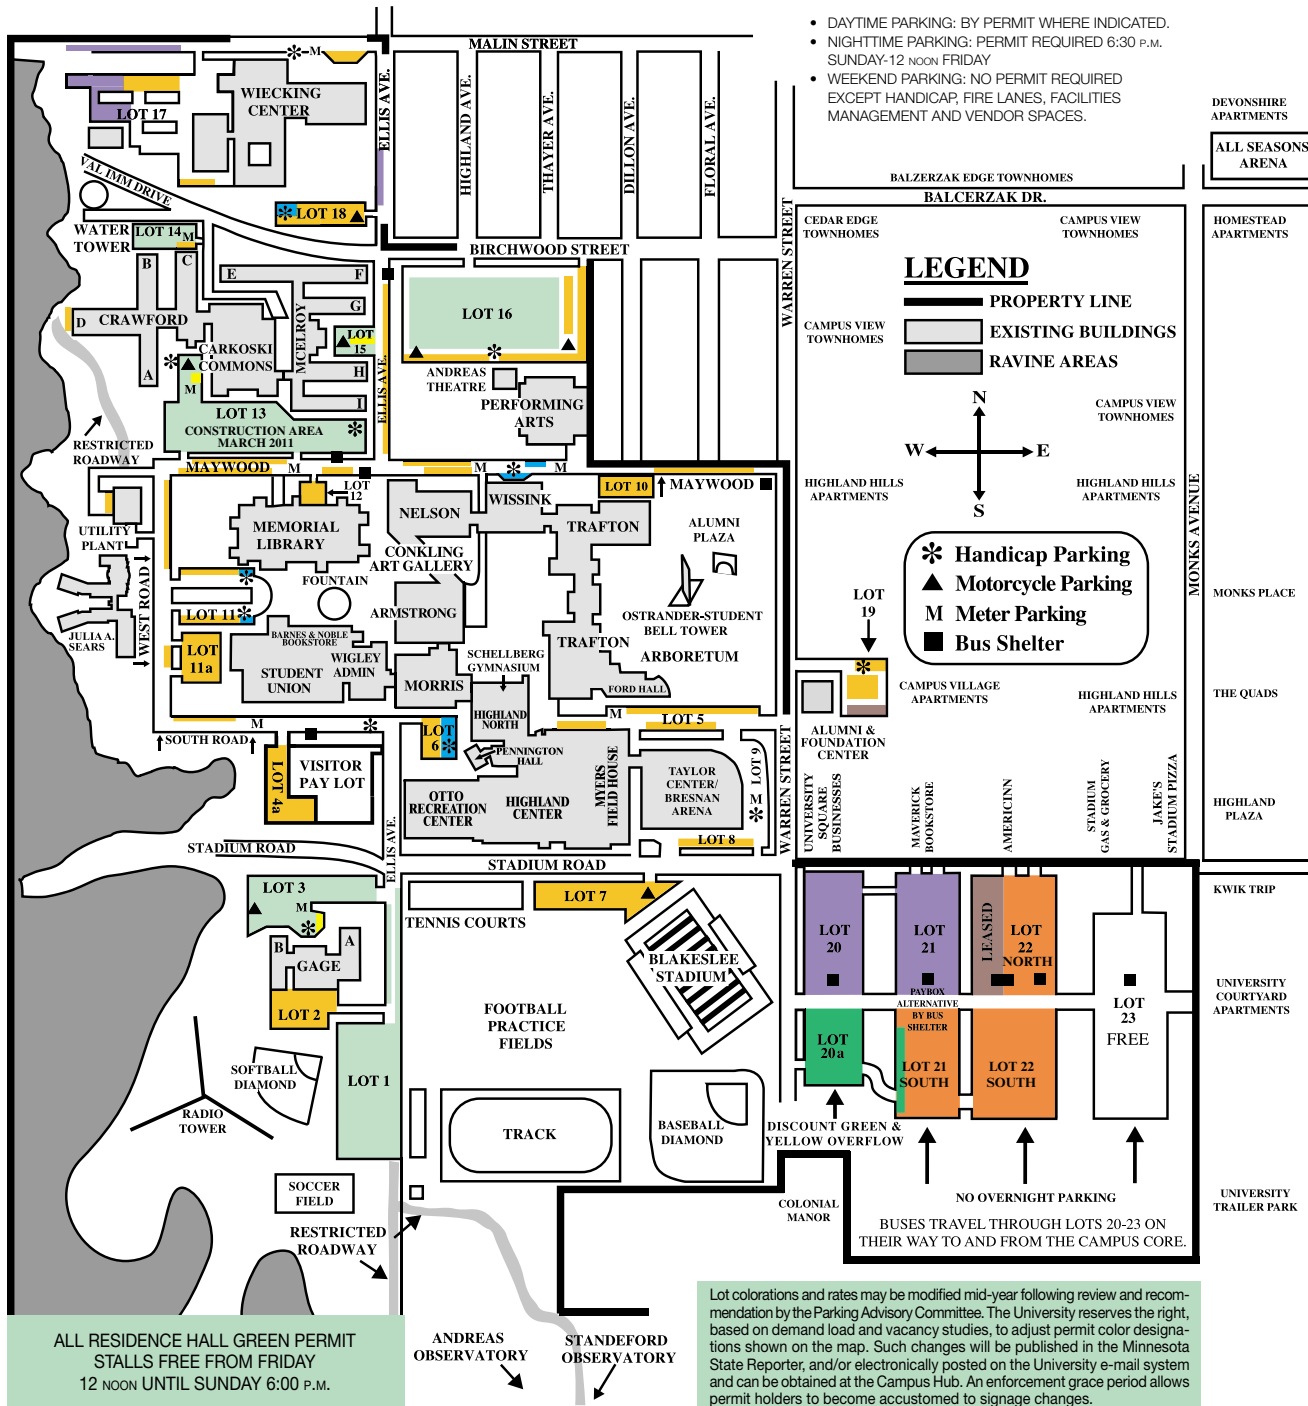 • DAYTIME PARKING: BY PERMIT WHERE INDICATED.
• NIGHTTIME PARKING: PERMIT REQUIRED 6:30 P.M.
SUNDAY-12 NOON FRIDAY
• WEEKEND PARKING: NO PERMIT REQUIRED
EXCEPT HANDICAP, FIRE LANES, FACILITIES
MANAGEMENT AND VENDOR SPACES.
MALIN STREET
M
WIECKING
CENTER
LOT 17
ELLIS AVE.
HIGHLAND AVE.
THAYER AVE.
DILLON AVE.
FLORAL AVE.
DEVONSHIRE
APARTMENTS
ALL SEASONS
ARENA
VAL IMM DRIVE
BALZERZAK EDGE TOWNHOMES
BALCERZAK DR.
WATER
TOWER
LOT 18
LOT 14
M
BIRCHWOOD STREET
WARREN STREET
CEDAR EDGE
TOWNHOMES
CAMPUS VIEW
TOWNHOMES
HOMESTEAD
APARTMENTS
LEGEND
PROPERTY LINE
EXISTING BUILDINGS
RAVINE AREAS
B
C
E
F
G
D
CRAWFORD
A
CARKOSKI
COMMONS
MCELROY
LOT
15
H
I
ELLIS AVE.
LOT 16
ANDREAS
THEATRE
PERFORMING
ARTS
CAMPUS VIEW
TOWNHOMES
CAMPUS VIEW
TOWNHOMES
N
W
E
S
M
LOT 13
CONSTRUCTION AREA
MARCH 2011
RESTRICTED
ROADWAY
MAYWOOD
M
M
M
LOT
12
LOT 10
MAYWOOD
HIGHLAND HILLS
APARTMENTS
HIGHLAND HILLS
APARTMENTS
MONKS AVENUE
UTILITY
PLANT
MEMORIAL
LIBRARY
NELSON
WISSINK
TRAFTON
ALUMNI
PLAZA
CONKLING
ART GALLERY
FOUNTAIN
ARMSTRONG
Handicap Parking
Motorcycle Parking
M Meter Parking
Bus Shelter
LOT
19
MONKS PLACE
JULIA A.
SEARS
WEST ROAD
LOT 11
LOT
11a
BARNES & NOBLE
BOOKSTORE
STUDENT
UNION
WIGLEY
ADMIN
MORRIS
SCHELLBERG
GYMNASIUM
TRAFTON
FORD HALL
OSTRANDER-STUDENT
BELL TOWER
ARBORETUM
CAMPUS VILLAGE
APARTMENTS
HIGHLAND HILLS
APARTMENTS
THE QUADS
ALUMNI &
FOUNDATION
CENTER
SOUTH ROAD
M
VISITOR
PAY LOT
LOT 4a
LOT
6
HIGHLAND
NORTH
PENNINGTON
HALL
M
LOT 5
LOT 9
M
WARREN STREET
OTTO
RECREATION
CENTER
HIGHLAND
CENTER
MYERS
FIELD HOUSE
TAYLOR
CENTER/
BRESNAN
ARENA
LOT 8
UNIVERSITY
SQUARE
BUSINESSES
MAVERICK
BOOKSTORE
AMERICINN
STADIUM
GAS & GROCERY
JAKE'S
STADIUM PIZZA
HIGHLAND
PLAZA
STADIUM ROAD
ELLIS AVE.
STADIUM ROAD
LOT 3
M
B
A
GAGE
LOT 2
LOT 1
TENNIS COURTS
LOT 7
BLAKESLEE
STADIUM
FOOTBALL
PRACTICE
FIELDS
LOT
20
LOT
21
LEASED
LOT
22
NORTH
PAYBOX
ALTERNATIVE
BY BUS
SHELTER
LOT
23
FREE
KWIK TRIP
UNIVERSITY
COURTYARD
APARTMENTS
LOT
20a
LOT 21
SOUTH
LOT 22
SOUTH
SOFTBALL
DIAMOND
RADIO
TOWER
TRACK
BASEBALL
DIAMOND
DISCOUNT GREEN &
YELLOW OVERFLOW
SOCCER
FIELD
COLONIAL
MANOR
NO OVERNIGHT PARKING
UNIVERSITY
TRAILER PARK
RESTRICTED
ROADWAY
BUSES TRAVEL THROUGH LOTS 20-23 ON
THEIR WAY TO AND FROM THE CAMPUS CORE.
ALL RESIDENCE HALL GREEN PERMIT
STALLS FREE FROM FRIDAY
12 NOON UNTIL SUNDAY 6:00 P.M.
ANDREAS
OBSERVATORY
STANDEFORD
OBSERVATORY
Lot colorations and rates may be modified mid-year following review and recom-
mendation by the Parking Advisory Committee. The University reserves the right,
based on demand load and vacancy studies, to adjust permit color designa-
tions shown on the map. Such changes will be published in the Minnesota
State Reporter, and/or electronically posted on the University e-mail system
and can be obtained at the Campus Hub. An enforcement grace period allows
permit holders to become accustomed to signage changes.